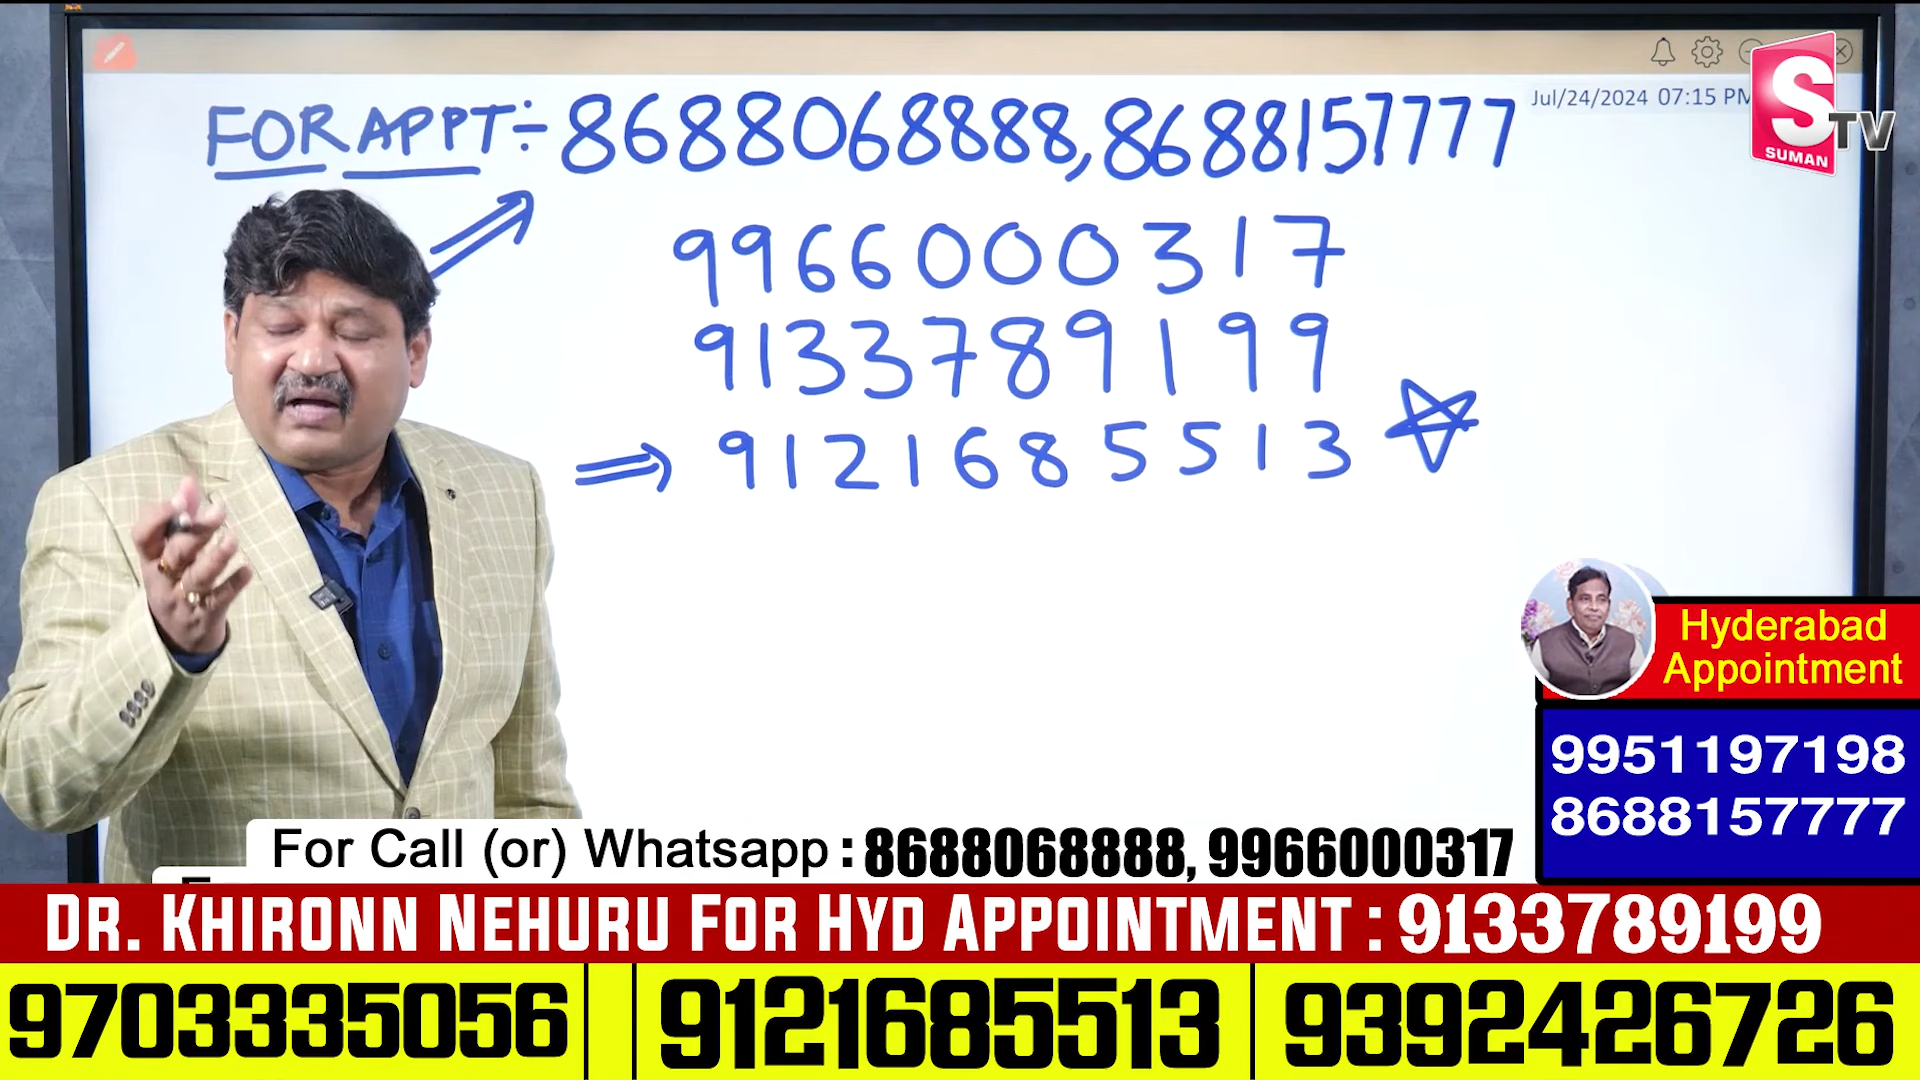 Jul/24/2024 07:15 PM
S
TV
SUMAN
FOR APPT:- 8688068888, 8688157777
9966000317
9133789199
9121685513
Hyderabad
Appointment
9951197198
8688157777
For Call (or) Whatsapp : 8688068888, 9966000317
DR. KHIRONN NEHURU FOR HYD APPOINTMENT : 9133789199
9703335056 9121685513 9392426726